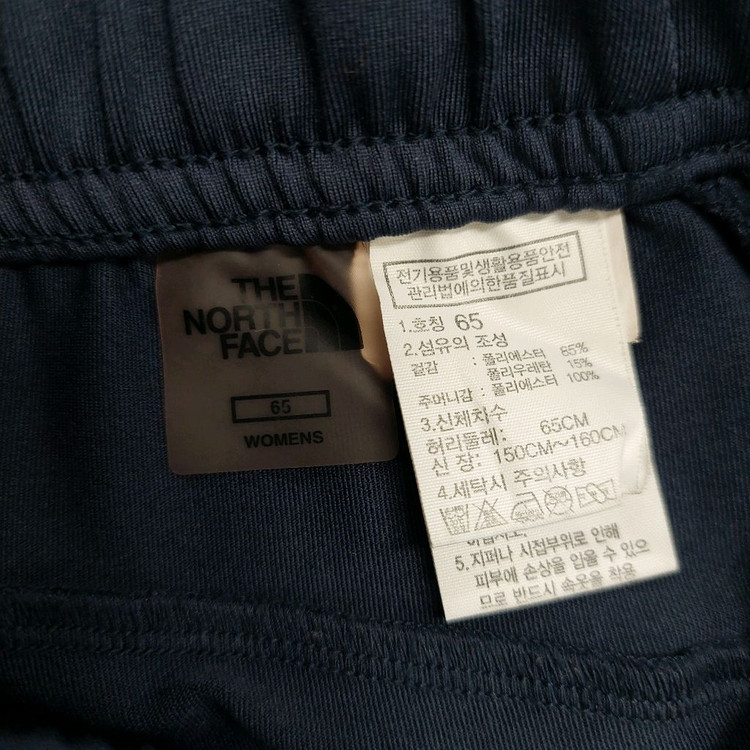 THE
NORTH
FACE
65
WOMENS
전기용품및생활용품안전
관리법에의한품질표시
1.호칭 65
2.섬유의 조성
겉감 : 폴리에스터 85%
폴리우레탄 15%
주머니감 : 폴리에스터 100%
3.신체치수
허리둘레: 65CM
신 장: 150CM~160CM
4.세탁시 주의사항
5.지퍼나 시접부위로 인해
피부에 손상을 입을 수 있으
므로 반드시 속옷을 착용